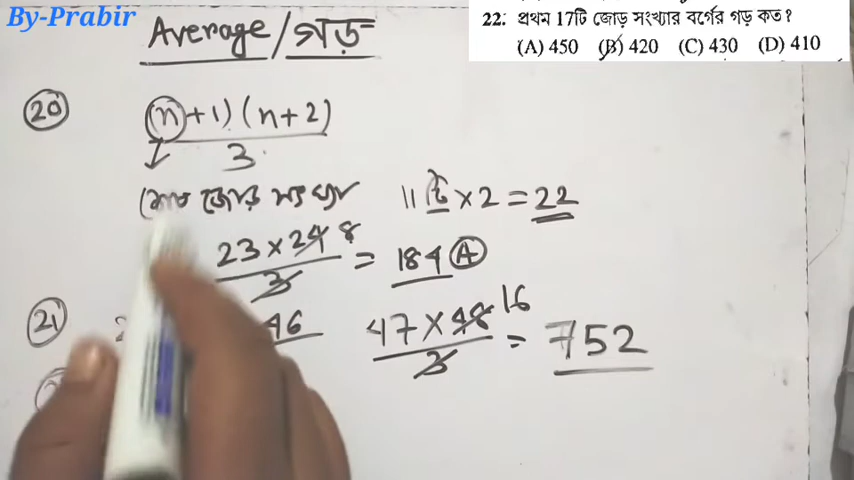 By-Prabir
Average/গড়
22: প্রথম 17টি জোড় সংখ্যার বর্গের গড় কত?
(A) 450 (B) 420 (C) 430 (D) 410
20 (n+1)(n+2)
3
শেষ জোর সংখ্যা 11 টি × 2 = 22
23 × 24 8
3 = 184 A
21 2 46 47 × 48 16
3 = 752